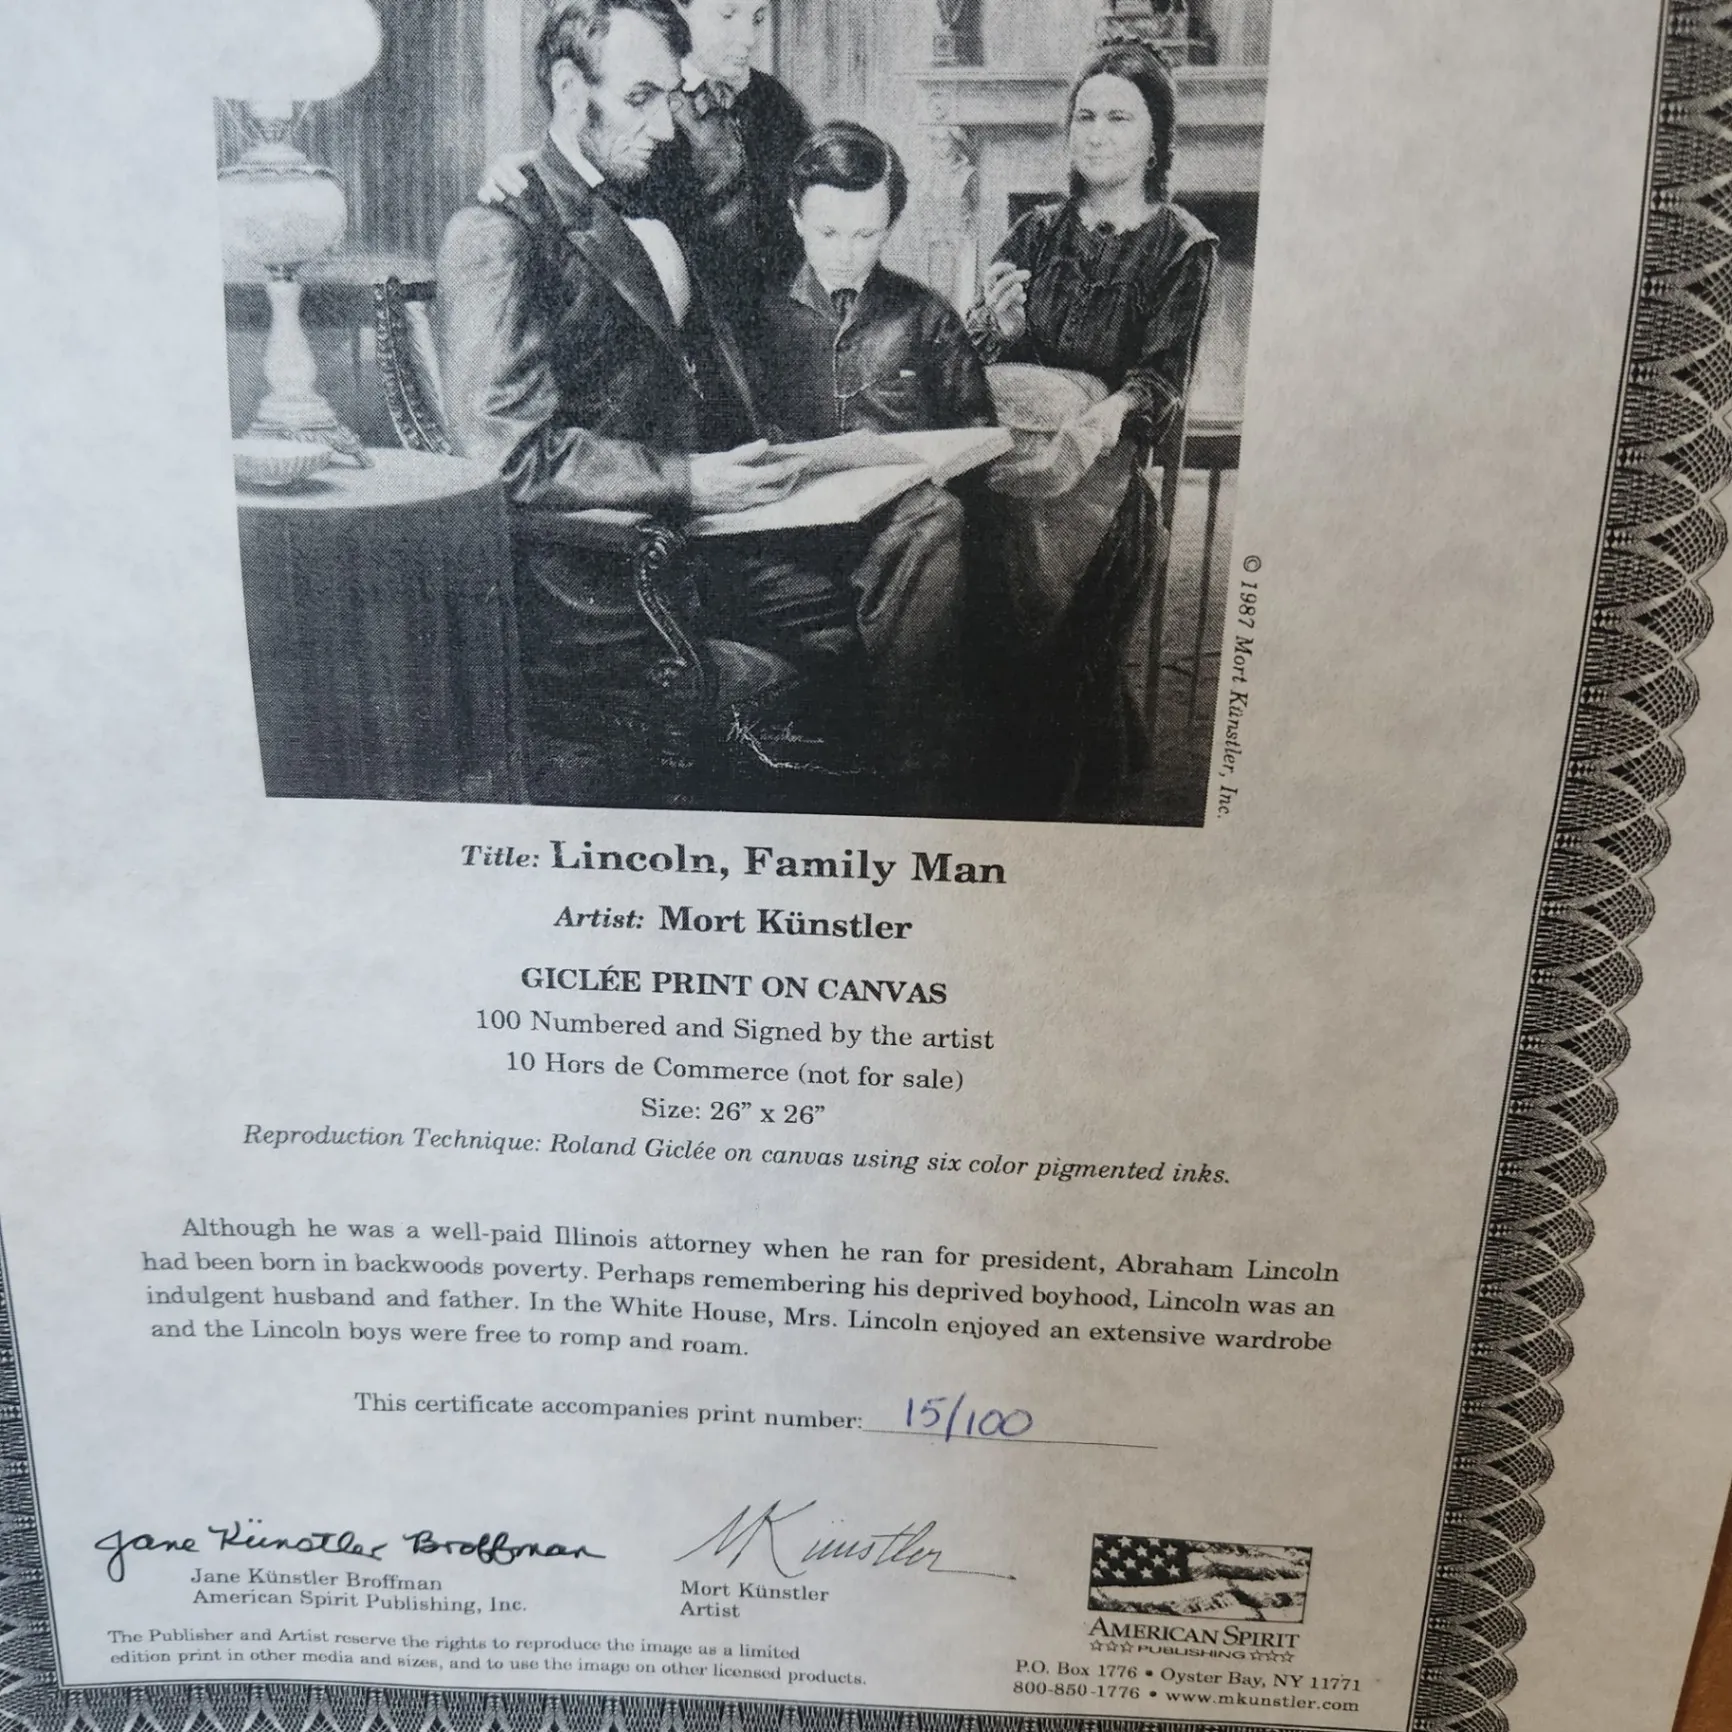 © 1987 Mort Künstler, Inc.
MKünstler
Title: Lincoln, Family Man
Artist: Mort Künstler
GICLÉE PRINT ON CANVAS
100 Numbered and Signed by the artist
10 Hors de Commerce (not for sale)
Size: 26” x 26”
Reproduction Technique: Roland Giclée on canvas using six color pigmented inks.
Although he was a well-paid Illinois attorney when he ran for president, Abraham Lincoln
had been born in backwoods poverty. Perhaps remembering his deprived boyhood, Lincoln was an
indulgent husband and father. In the White House, Mrs. Lincoln enjoyed an extensive wardrobe
and the Lincoln boys were free to romp and roam.
This certificate accompanies print number: 15/100
Jane Künstler Broffman
Jane Künstler Broffman
American Spirit Publishing, Inc.
The Publisher and Artist reserve the rights to reproduce the image as a limited
edition print in other media and sizes, and to use the image on other licensed products.
MKünstler
Mort Künstler
Artist
AMERICAN SPIRIT
☆☆☆ PUBLISHING ☆☆☆
P.O. Box 1776 • Oyster Bay, NY 11771
800-850-1776 • www.mkunstler.com